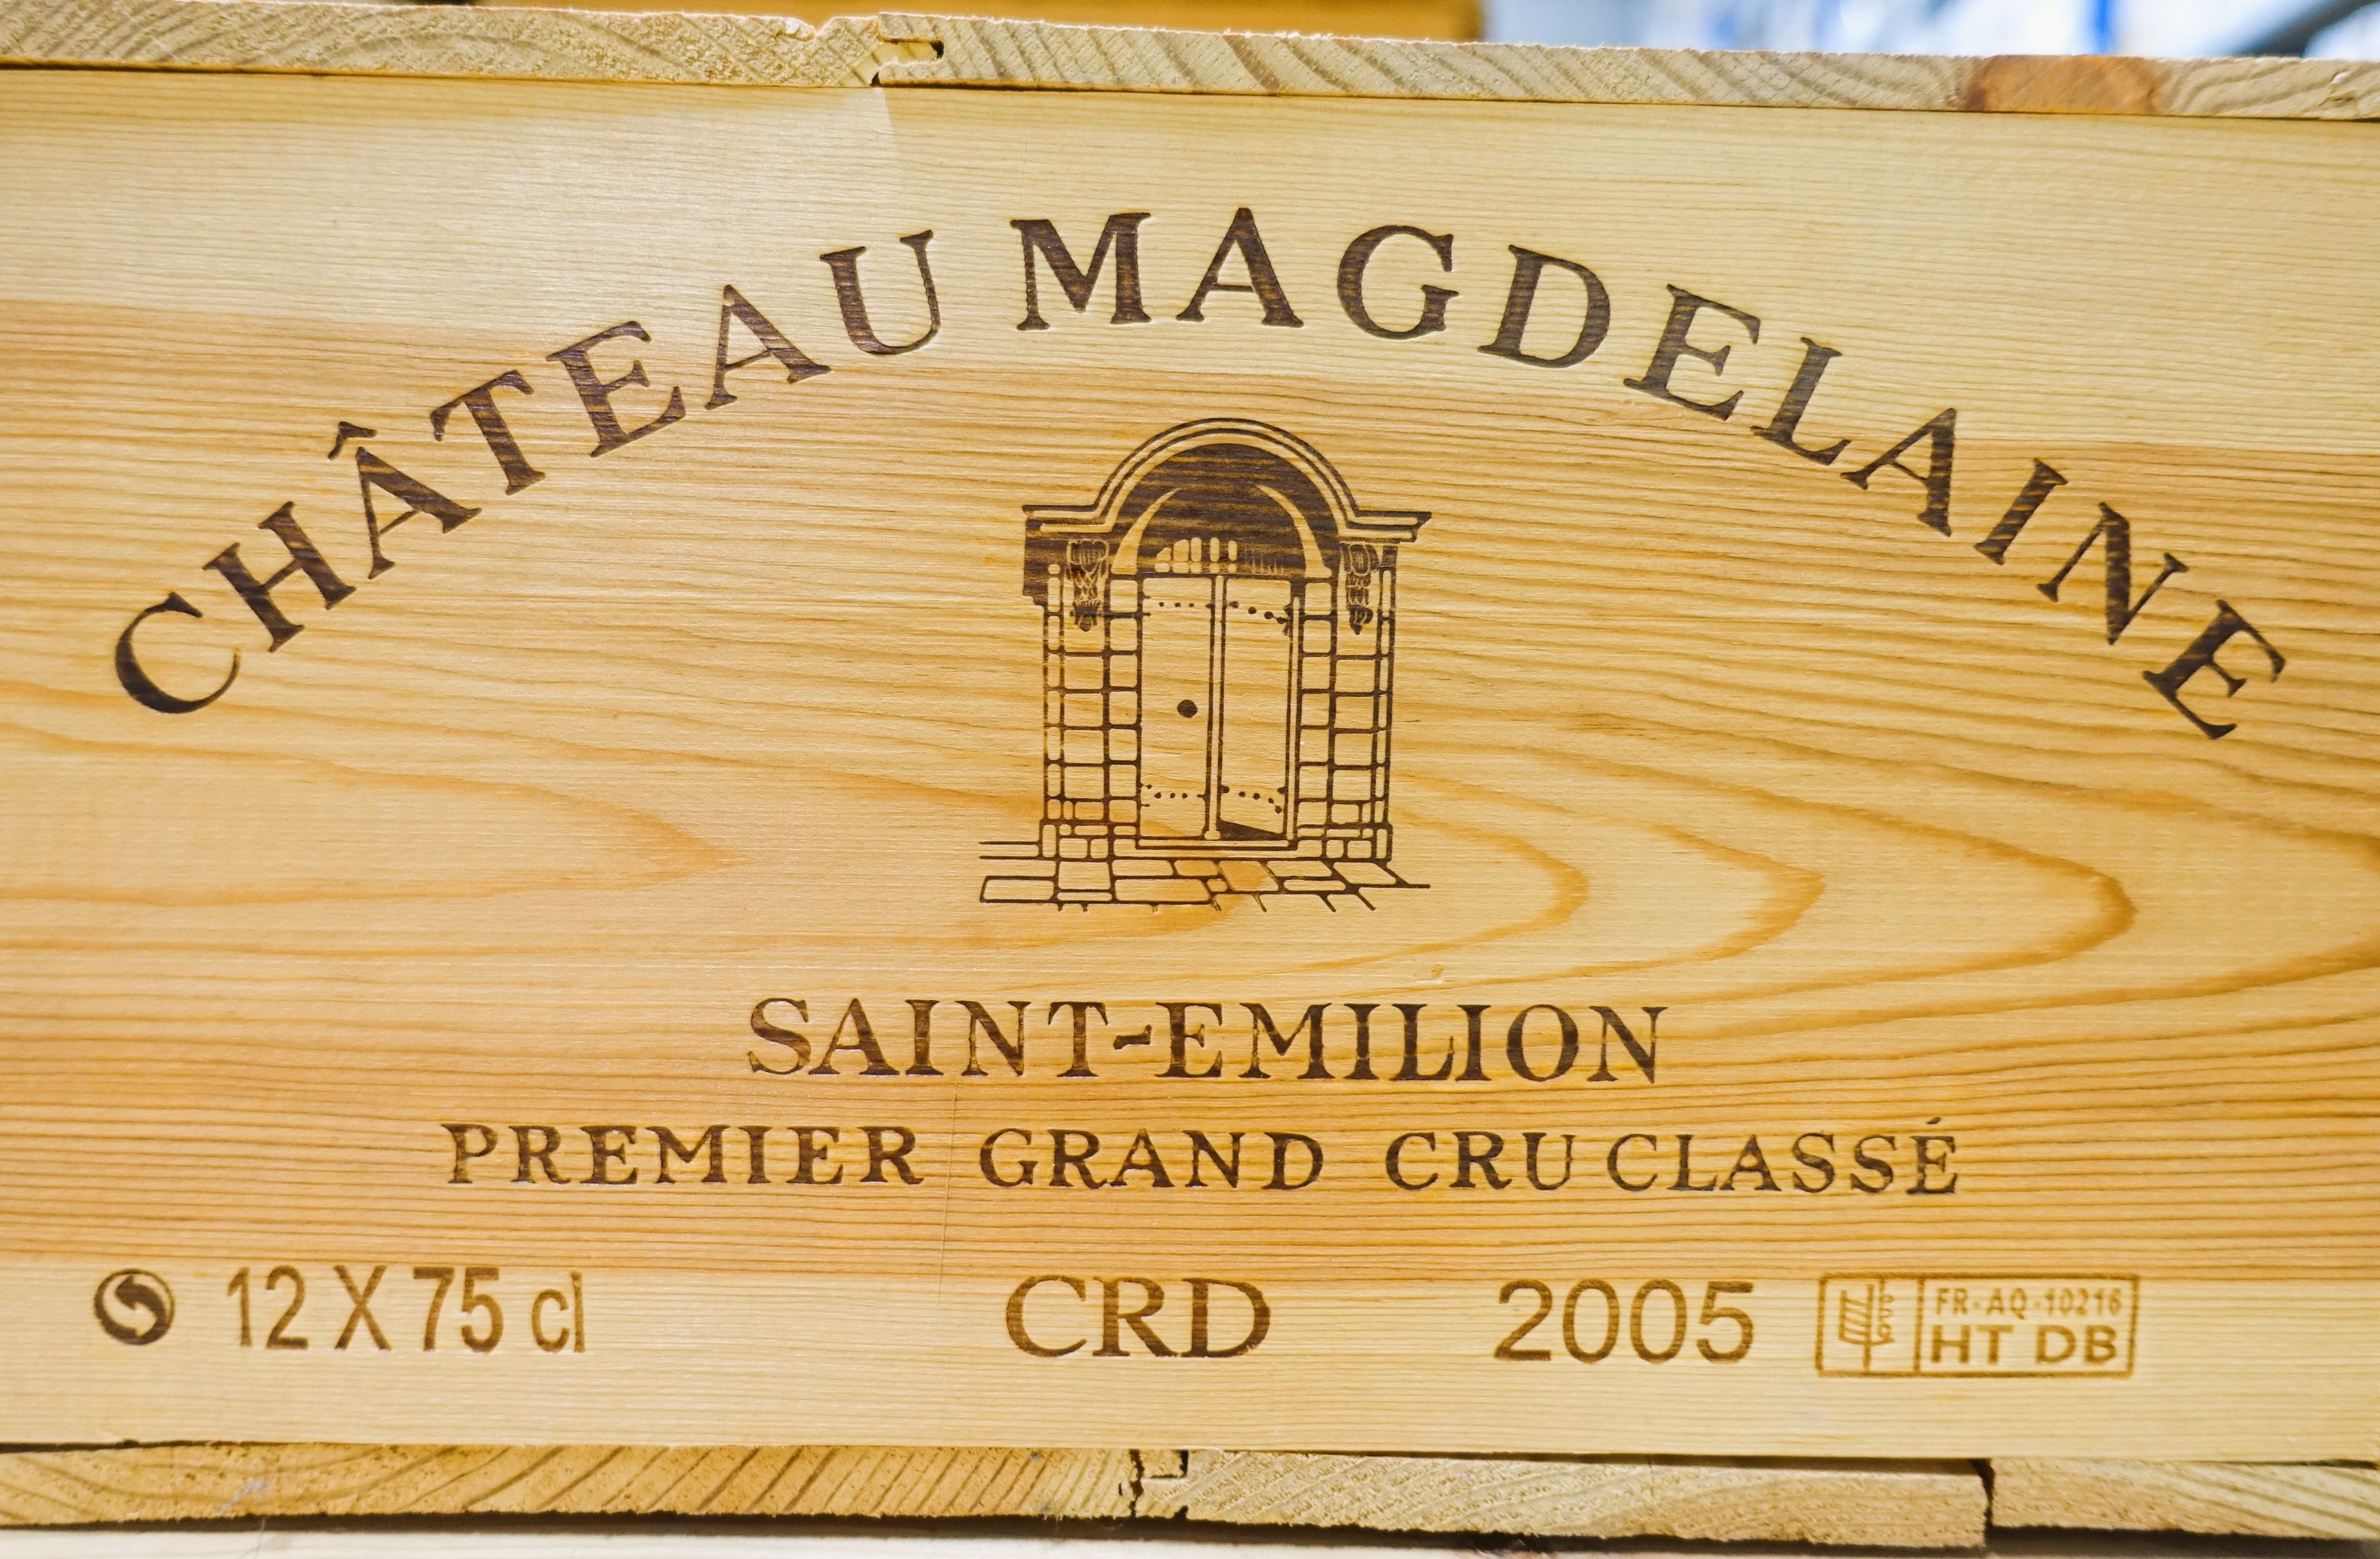 CHÂTEAU MAGDELAINE
SAINT-EMILION
PREMIER GRAND CRU CLASSÉ
12 X 75 cl CRD 2005
FR-AQ-10216
HT DB